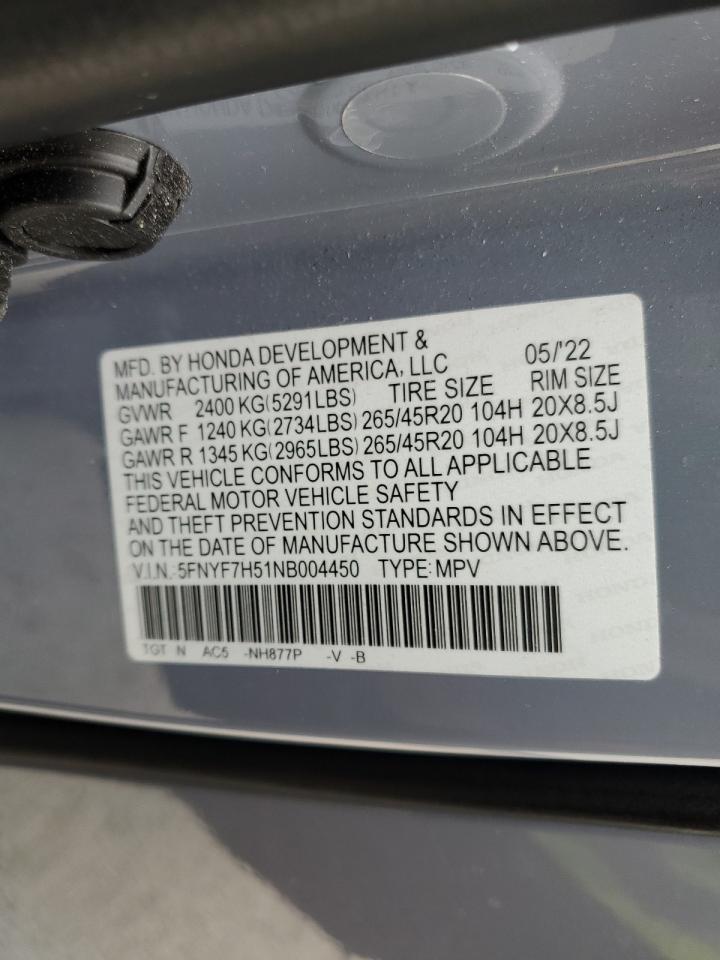 MFD. BY HONDA DEVELOPMENT &
MANUFACTURING OF AMERICA, LLC 05/'22
GVWR 2400 KG(5291LBS) TIRE SIZE RIM SIZE
GAWR F 1240 KG(2734LBS) 265/45R20 104H 20X8.5J
GAWR R 1345 KG(2965LBS) 265/45R20 104H 20X8.5J
THIS VEHICLE CONFORMS TO ALL APPLICABLE
FEDERAL MOTOR VEHICLE SAFETY
AND THEFT PREVENTION STANDARDS IN EFFECT
ON THE DATE OF MANUFACTURE SHOWN ABOVE.
V.I.N.:5FNYF7H51NB004450 TYPE:MPV
TGT N AC5 -NH877P -V -B